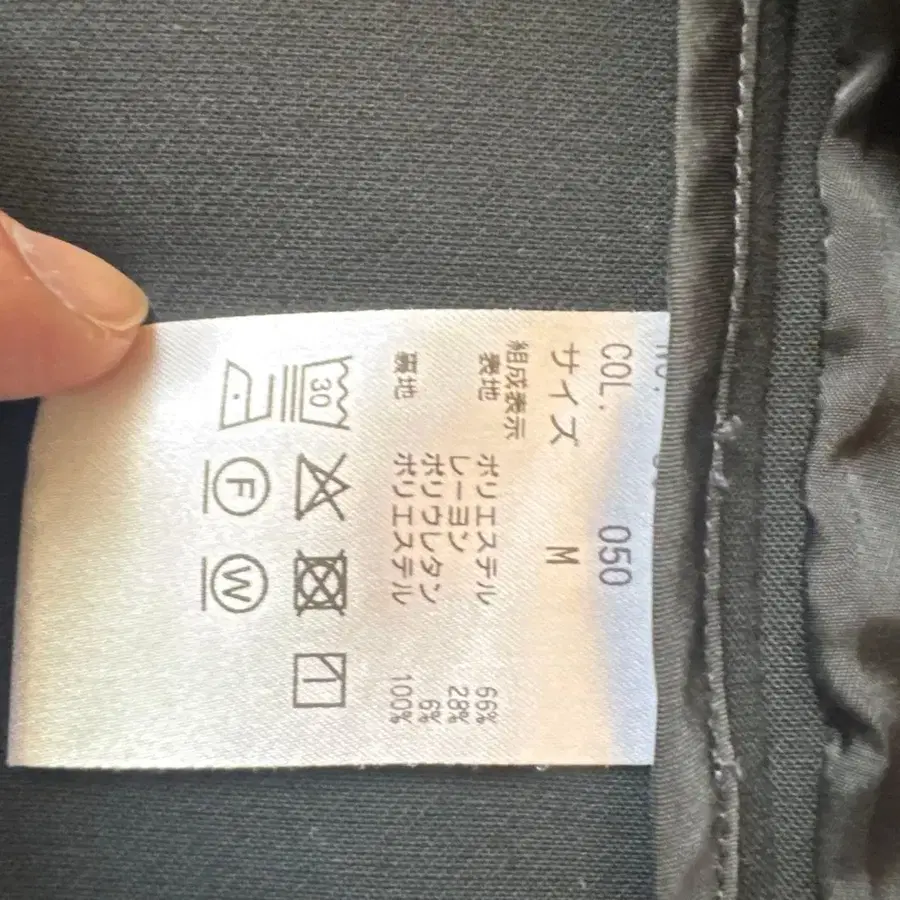 COL. 050
サイズ M
組成表示
表地 ポリエステル 66%
レーヨン 28%
ポリウレタン 6%
裏地 ポリエステル 100%
30
F W